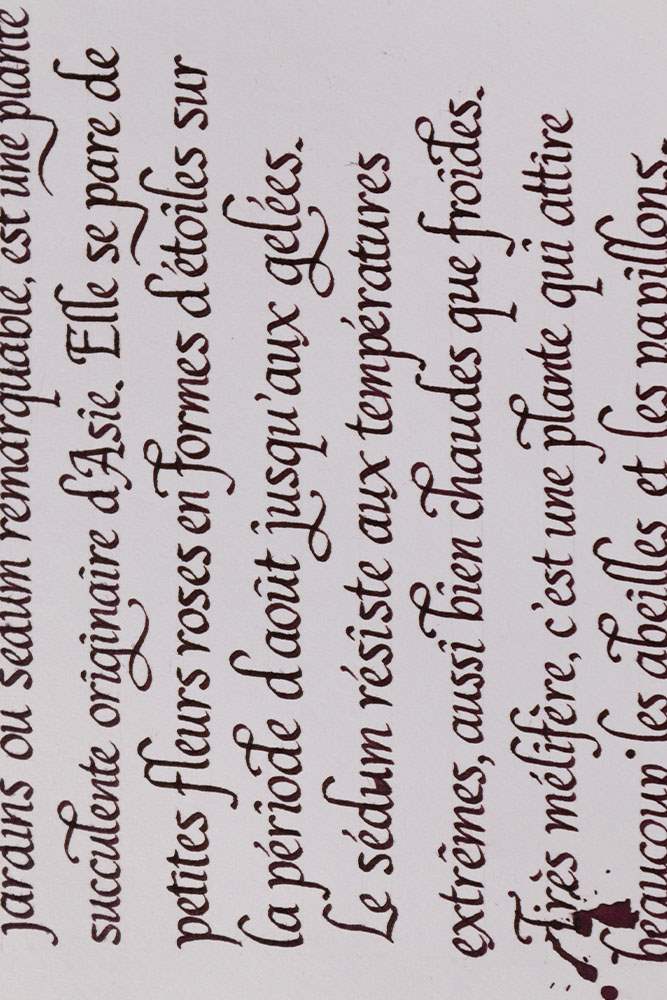 jardins ou sédum remarquable, est une plante
succulente originaire d'Asie. Elle se pare de
petites fleurs roses en formes d'étoiles sur
la période d'août jusqu'aux gelées.
Le sédum résiste aux températures
extrêmes, aussi bien chaudes que froides.
Très mélifère, c'est une plante qui attire
beaucoup les abeilles et les papillons.